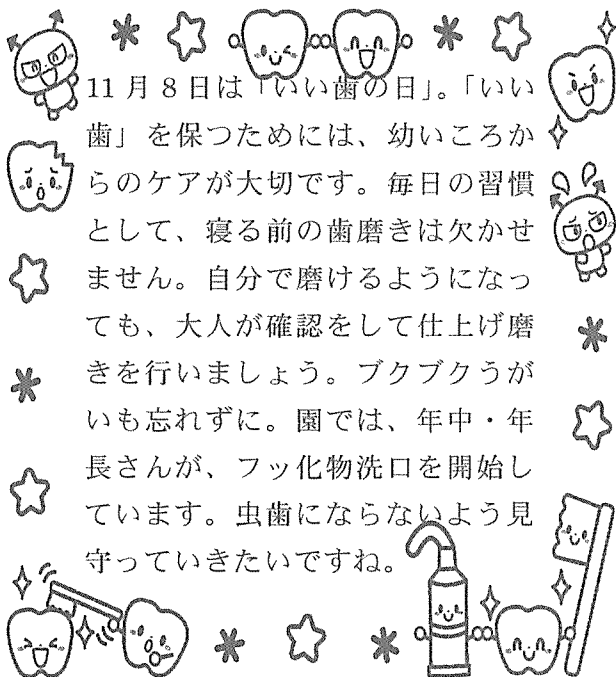 11月8日は「いい歯の日」。「いい
歯」を保つためには、幼いころか
らのケアが大切です。毎日の習慣
として、寝る前の歯磨きは欠かせ
ません。自分で磨けるようになっ
ても、大人が確認をして仕上げ磨
きを行いましょう。ブクブクうが
いも忘れずに。園では、年中・年
長さんが、フッ化物洗口を開始し
ています。虫歯にならないよう見
守っていきたいですね。